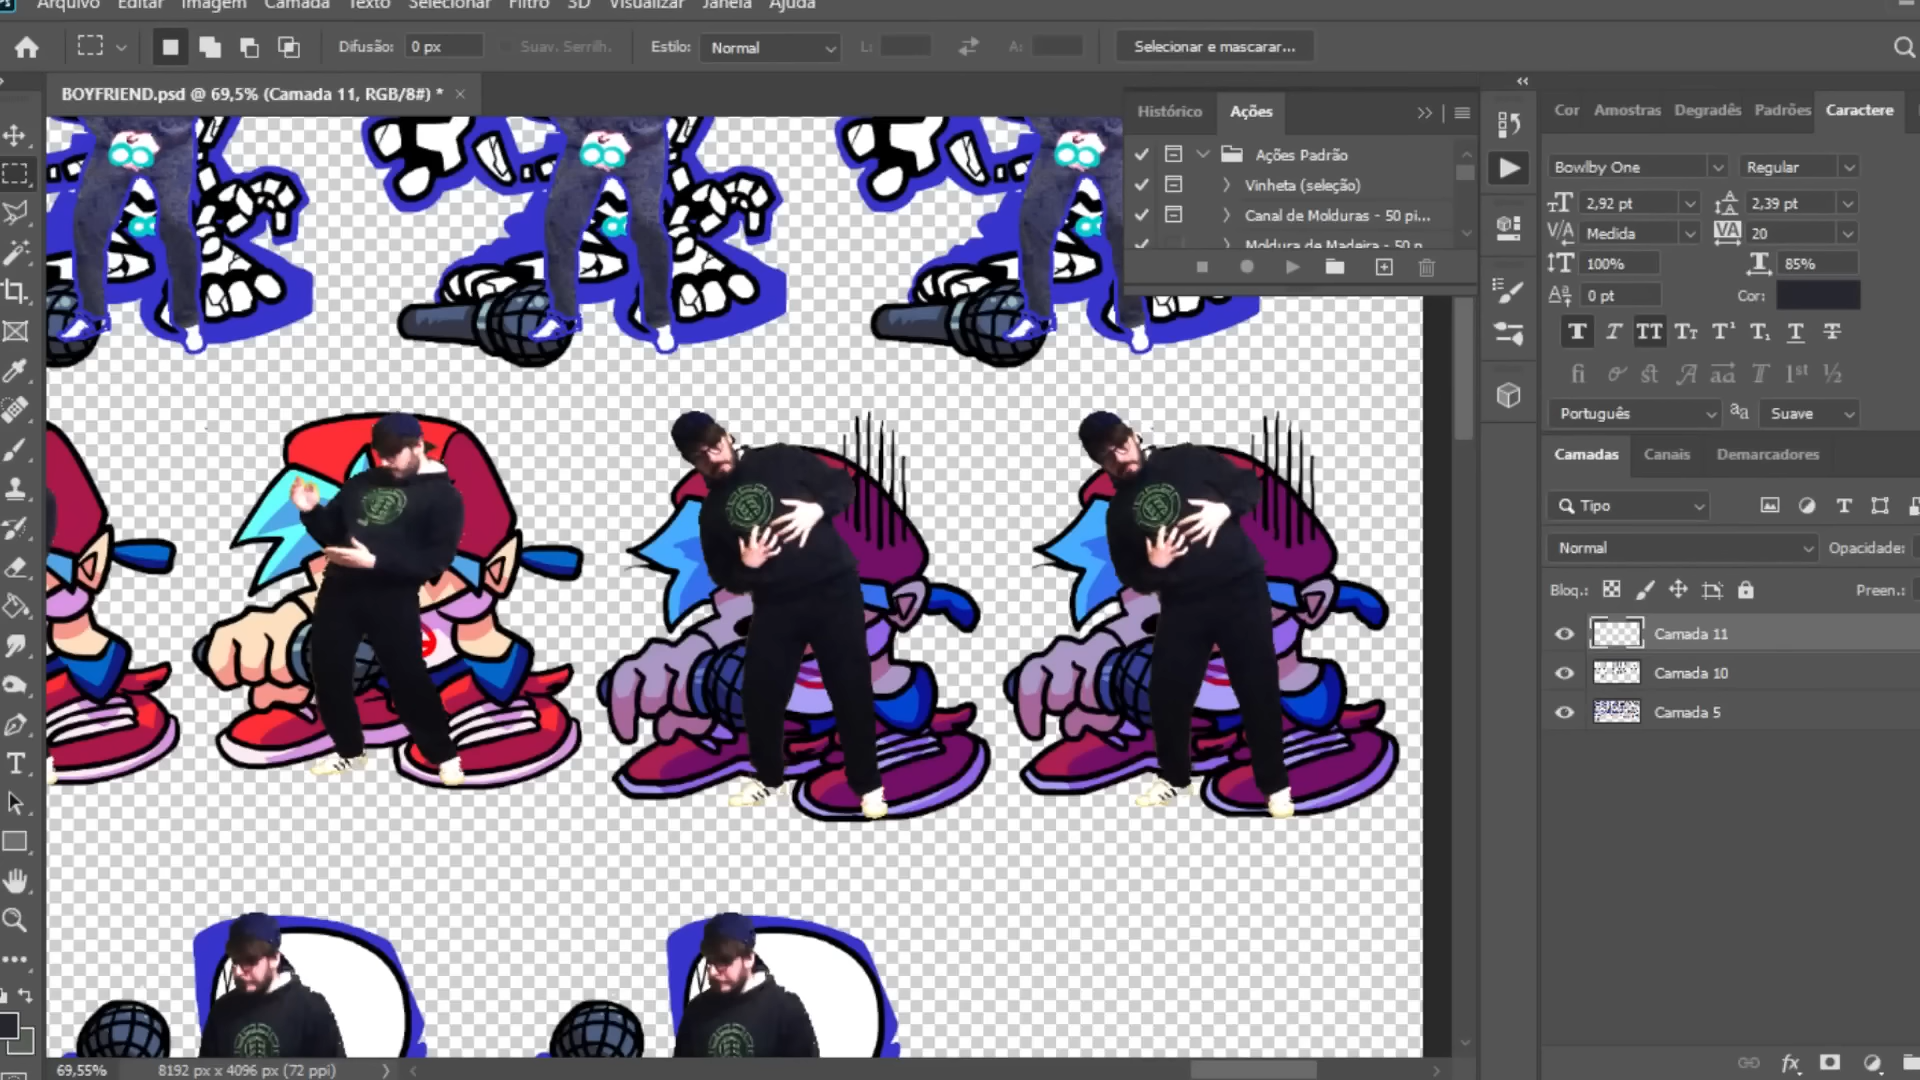 Arquivo Editar Imagem Camada Texto Selecionar Filtro 3D Visualizar Janela Ajuda
Difusão: 0 px Suav. Serrilh. Estilo: Normal L: A: Selecionar e mascarar...
BOYFRIEND.psd @ 69,5% (Camada 11, RGB/8#) * ×
Histórico Ações
Ações Padrão
Vinheta (seleção)
Canal de Molduras - 50 pi...
Moldura de Madeira - 50 p
Cor Amostras Degradês Padrões Caractere
Bowlby One Regular
2,92 pt 2,39 pt
Medida 20
100% 85%
0 pt Cor:
Português Suave
Camadas Canais Demarcadores
Tipo
Normal Opacidade:
Bloq.: Preen.:
Camada 11
Camada 10
Camada 5
69,55% 8192 px x 4096 px (72 ppi)